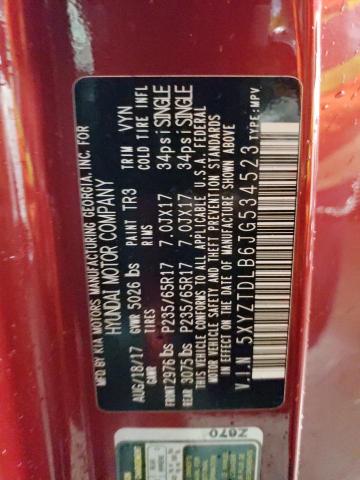 MFD. BY KIA MOTORS MANUFACTURING GEORGIA, INC. FOR
HYUNDAI MOTOR COMPANY
AUG/18/17 GVWR 5026 lbs PAINT TR3 TRIM VYN
GAWR TIRES RIMS COLD TIRE INFL
FRONT 2976 lbs P235/65R17 7.0JX17 34psi SINGLE
REAR 3075 lbs P235/65R17 7.0JX17 34psi SINGLE
THIS VEHICLE CONFORMS TO ALL APPLICABLE U.S.A. FEDERAL
MOTOR VEHICLE SAFETY AND THEFT PREVENTION STANDARDS
IN EFFECT ON THE DATE OF MANUFACTURE SHOWN ABOVE.
V.I.N 5XYZTDLB6JG534523 TYPE:MPV
Z670